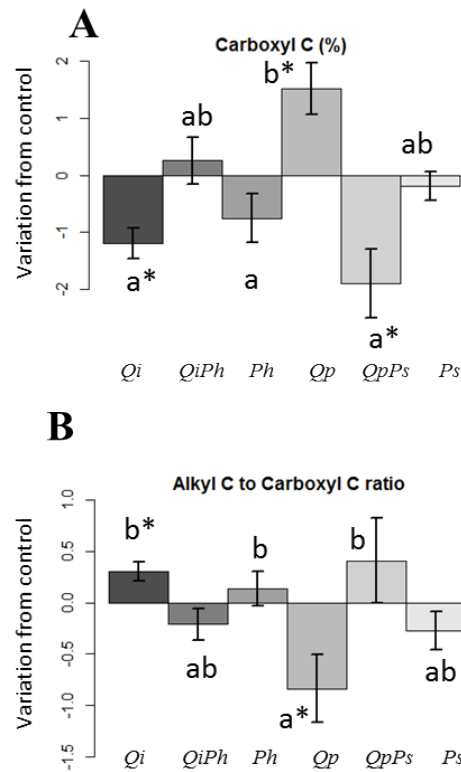 A
Carboxyl C (%)
Variation from control
2
1
0
-1
-2
a*
ab
a
b*
a*
ab
Qi QiPh Ph Qp QpPs Ps
B
Alkyl C to Carboxyl C ratio
Variation from control
1.0
0.5
0.0
-0.5
-1.0
-1.5
b*
ab
b
a*
b
ab
Qi QiPh Ph Qp QpPs Ps